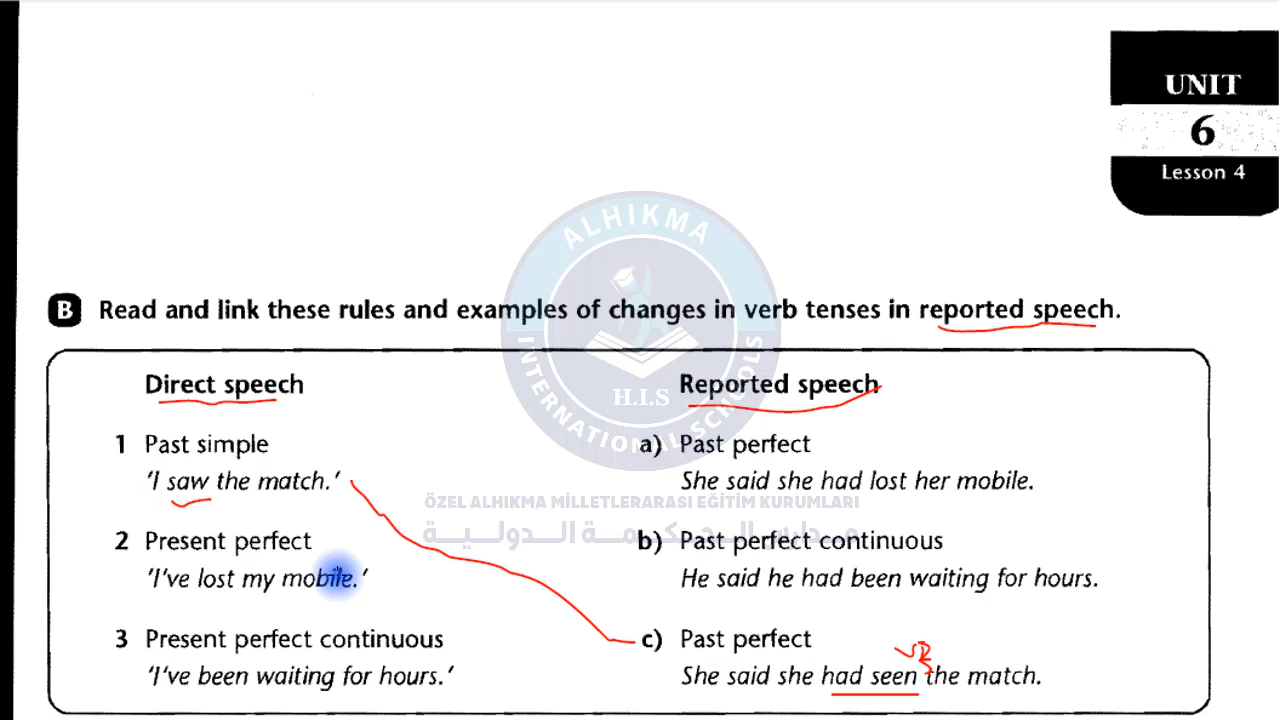 UNIT
6
Lesson 4
ALHIKMA
INTERNATIONAL SCHOOLS
H.I.S
B Read and link these rules and examples of changes in verb tenses in reported speech.
Direct speech
Reported speech
1 Past simple
'I saw the match.'
a) Past perfect
She said she had lost her mobile.
ÖZEL ALHIKMA MİLLETLERARASI EĞİTİM KURUMLARI
مدارس الحكمة الدولية
2 Present perfect
'I've lost my mobile.'
b) Past perfect continuous
He said he had been waiting for hours.
3 Present perfect continuous
'I've been waiting for hours.'
c) Past perfect
She said she had seen the match.